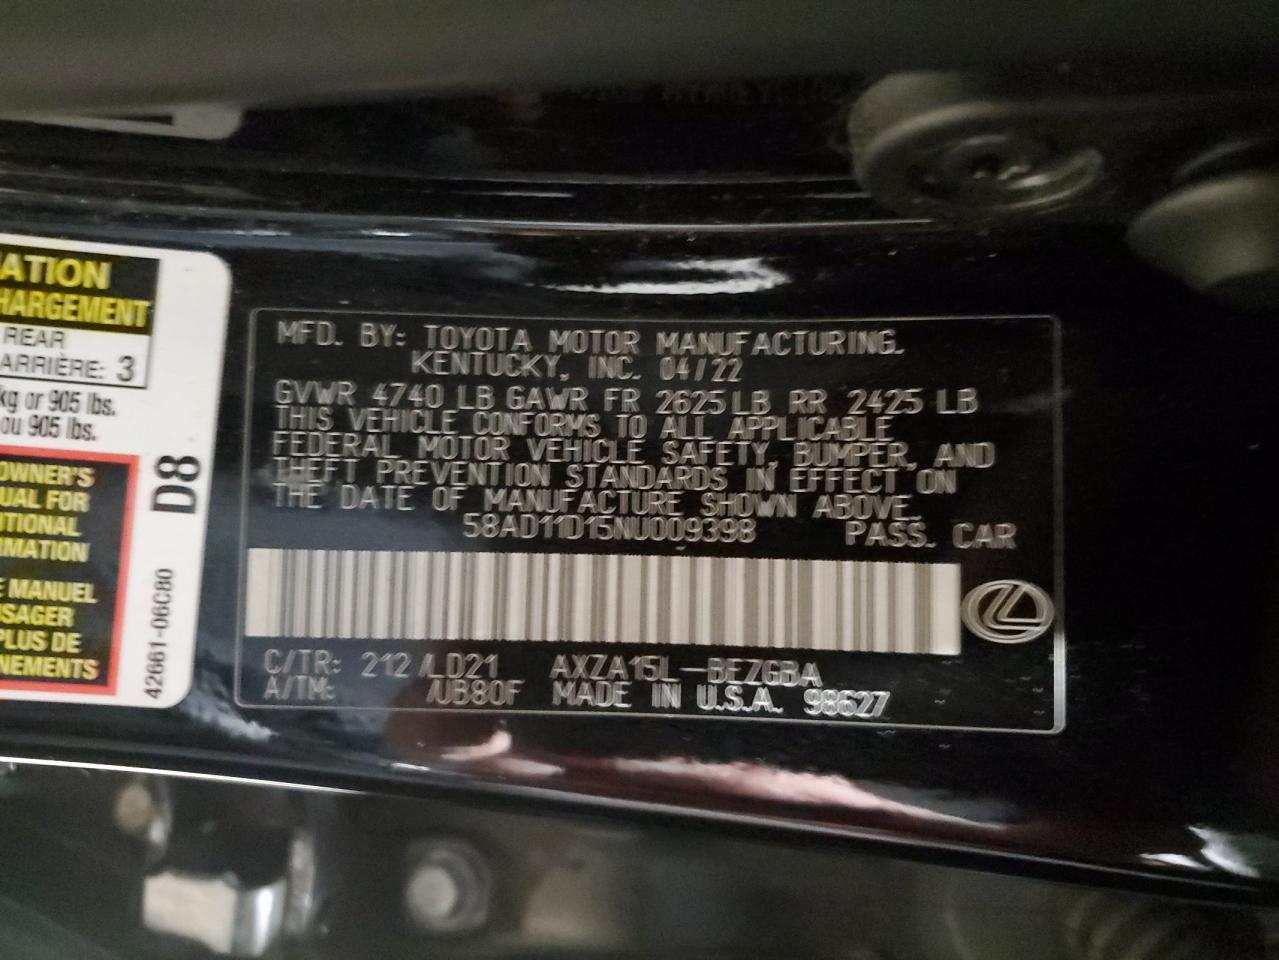 ATION
HARGEMENT
REAR
ARRIÈRE: 3
kg or 905 lbs.
ou 905 lbs.
OWNER'S
UAL FOR
ITIONAL
RMATION
E MANUEL
USAGER
PLUS DE
NEMENTS
D8
42661-06C80
MFD. BY: TOYOTA MOTOR MANUFACTURING,
KENTUCKY, INC. 04/22
GVWR 4740 LB GAWR FR 2625LB RR 2425 LB
THIS VEHICLE CONFORMS TO ALL APPLICABLE
FEDERAL MOTOR VEHICLE SAFETY, BUMPER, AND
THEFT PREVENTION STANDARDS IN EFFECT ON
THE DATE OF MANUFACTURE SHOWN ABOVE.
58AD11D15NU009398 PASS. CAR
C/TR: 212/LD21 AXZA15L-BEZGBA
A/TM: /UB80F MADE IN U.S.A. 98627